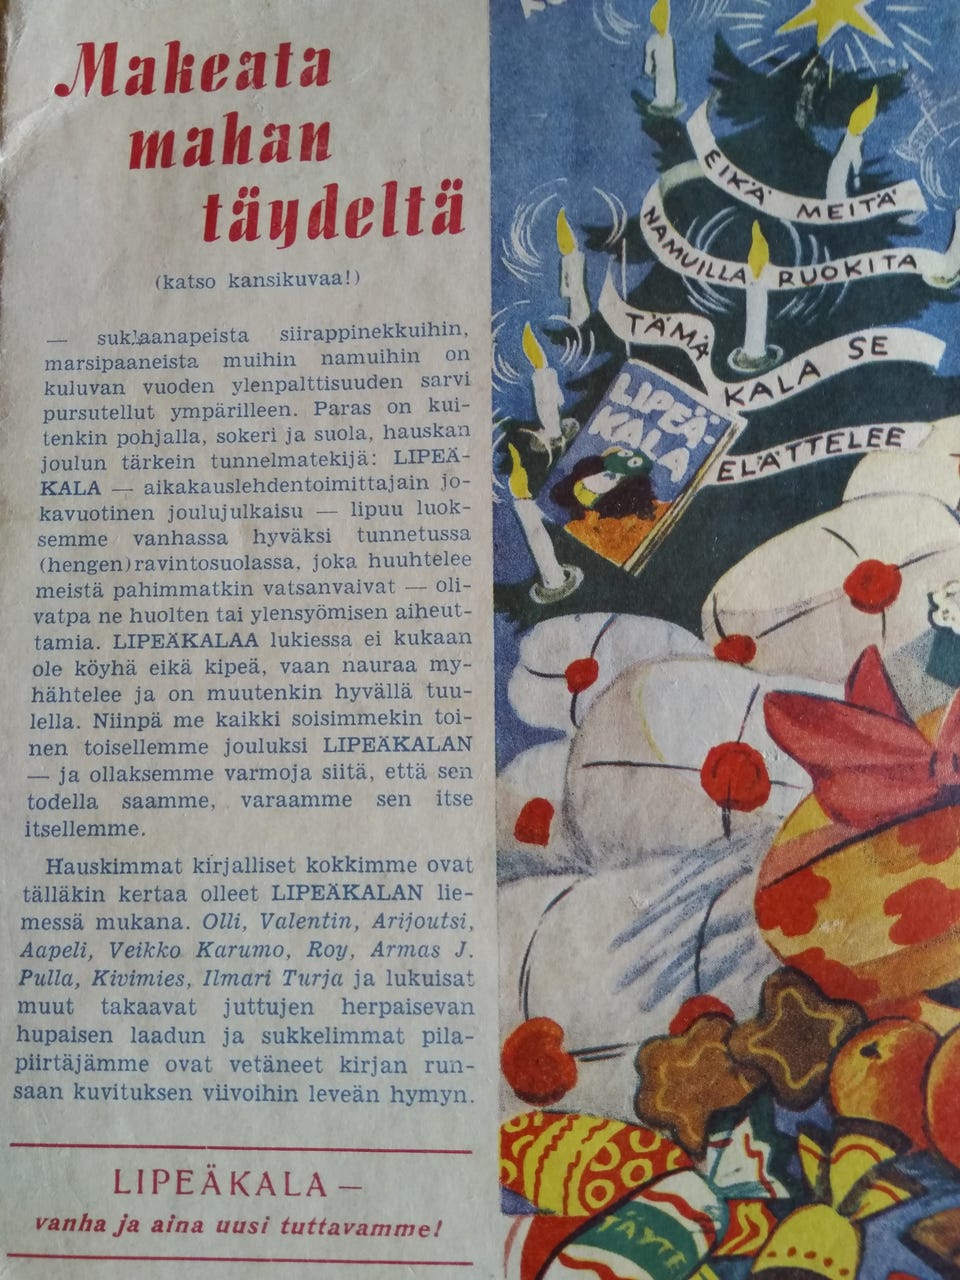 Makeata
mahan
täydeltä
(katso kansikuvaa!)
— suklaanapeista siirappinekkuihin,
marsipaaneista muihin namuihin on
kuluvan vuoden ylenpalttisuuden sarvi
pursutellut ympärilleen. Paras on kui-
tenkin pohjalla, sokeri ja suola, hauskan
joulun tärkein tunnelmatekijä: LIPEÄ-
KALA — aikakauslehdentoimittajain jo-
kavuotinen joulujulkaisu — lipuu luok-
semme vanhassa hyväksi tunnetussa
(hengen)ravintosuolassa, joka huuhtelee
meistä pahimmatkin vatsanvaivat — oli-
vatpa ne huolten tai ylensyömisen aiheut-
tamia. LIPEÄKALAA lukiessa ei kukaan
ole köyhä eikä kipeä, vaan nauraa my-
hähtelee ja on muutenkin hyvällä tuu-
lella. Niinpä me kaikki soisimmekin toi-
nen toisellemme jouluksi LIPEÄKALAN
— ja ollaksemme varmoja siitä, että sen
todella saamme, varaamme sen itse
itsellemme.
Hauskimmat kirjalliset kokkimme ovat
tälläkin kertaa olleet LIPEÄKALAN lie-
messä mukana. Olli, Valentin, Arijoutsi,
Aapeli, Veikko Karumo, Roy, Armas J.
Pulla, Kivimies, Ilmari Turja ja lukuisat
muut takaavat juttujen herpaisevan
hupaisen laadun ja sukkelimmat pila-
piirtäjämme ovat vetäneet kirjan run-
saan kuvituksen viivoihin leveän hymyn.
LIPEÄKALA —
vanha ja aina uusi tuttavamme!
EIKÄ MEITÄ
NAMUILLA RUOKITA
TÄMÄ
KALA SE
ELÄTTELEE
LIPEÄ-
KALA
TÄYTE